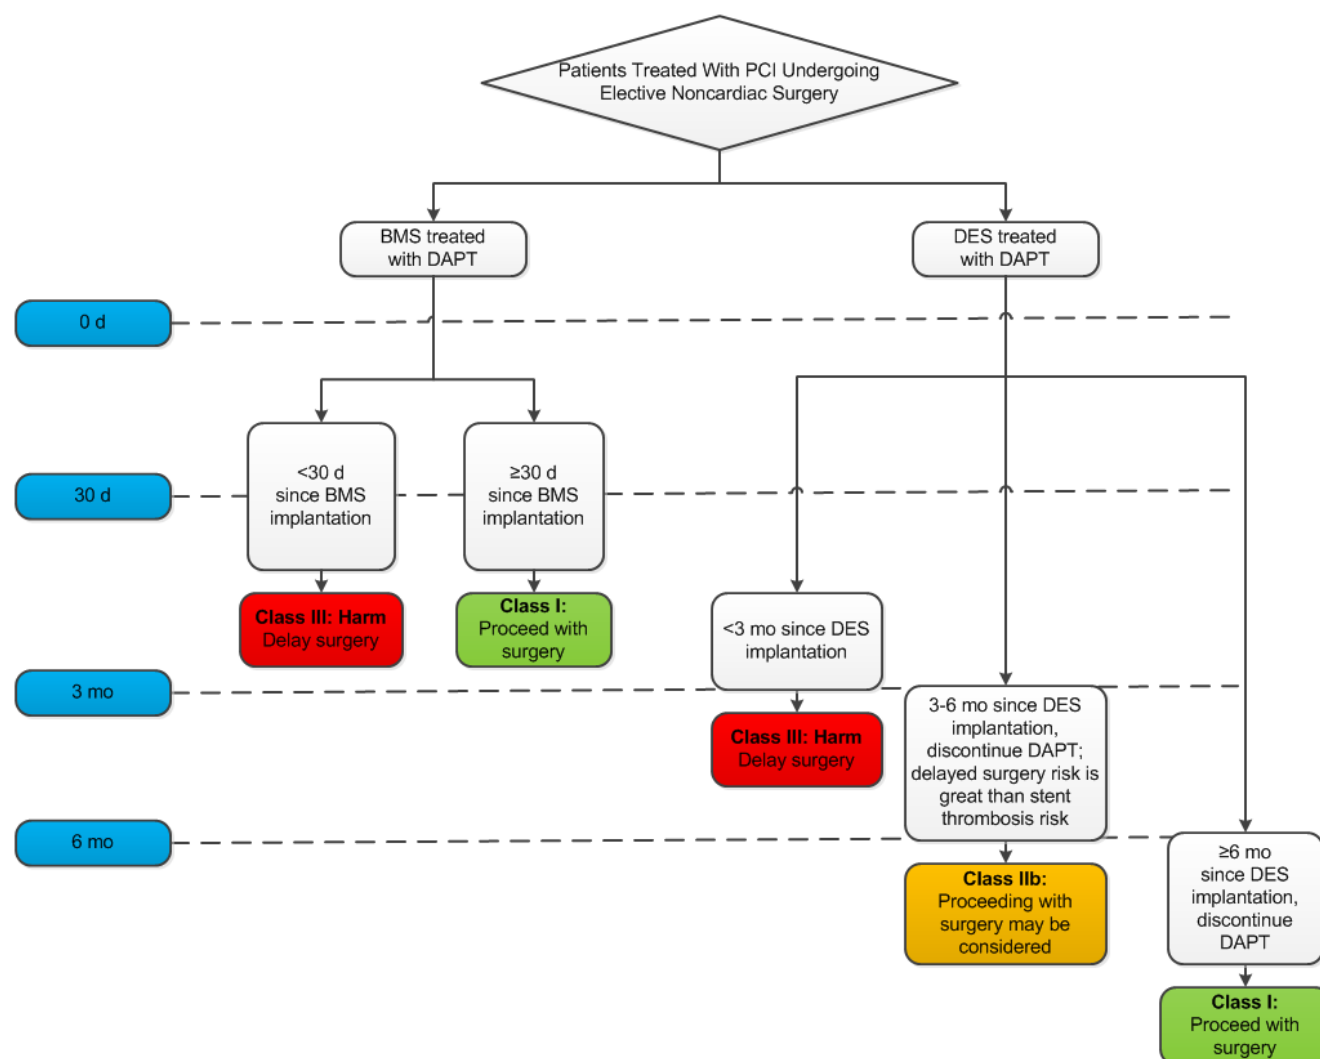 Patients Treated With PCI Undergoing
Elective Noncardiac Surgery
BMS treated
with DAPT
DES treated
with DAPT
0 d
<30 d
since BMS
implantation
≥30 d
since BMS
implantation
30 d
Class III: Harm
Delay surgery
Class I:
Proceed with
surgery
<3 mo since DES
implantation
3 mo
Class III: Harm
Delay surgery
3-6 mo since DES
implantation,
discontinue DAPT;
delayed surgery risk is
great than stent
thrombosis risk
6 mo
Class IIb:
Proceeding with
surgery may be
considered
≥6 mo
since DES
implantation,
discontinue
DAPT
Class I:
Proceed with
surgery